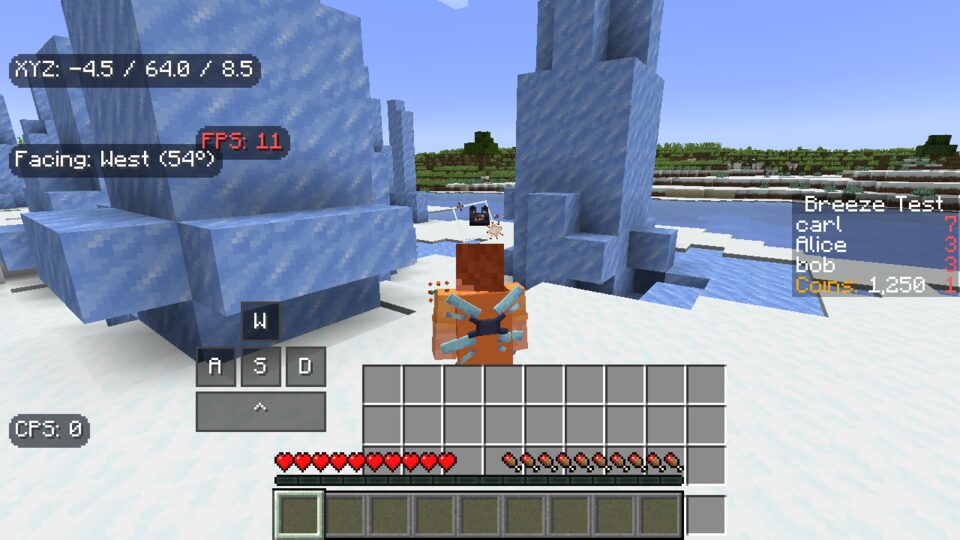 XYZ: -4.5 / 64.0 / 8.5
FPS: 11
Facing: West (54º)
Breeze Test
carl 7
Alice 3
bob 3
Coins: 1,250 1
W
A S D
^
CPS: 0